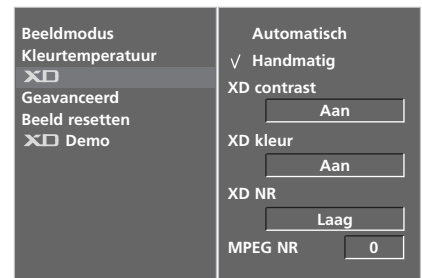 Beeldmodus
Kleurtemperatuur
XD
Geavanceerd
Beeld resetten
XD Demo
Automatisch
√ Handmatig
XD contrast
Aan
XD kleur
Aan
XD NR
Laag
MPEG NR 0